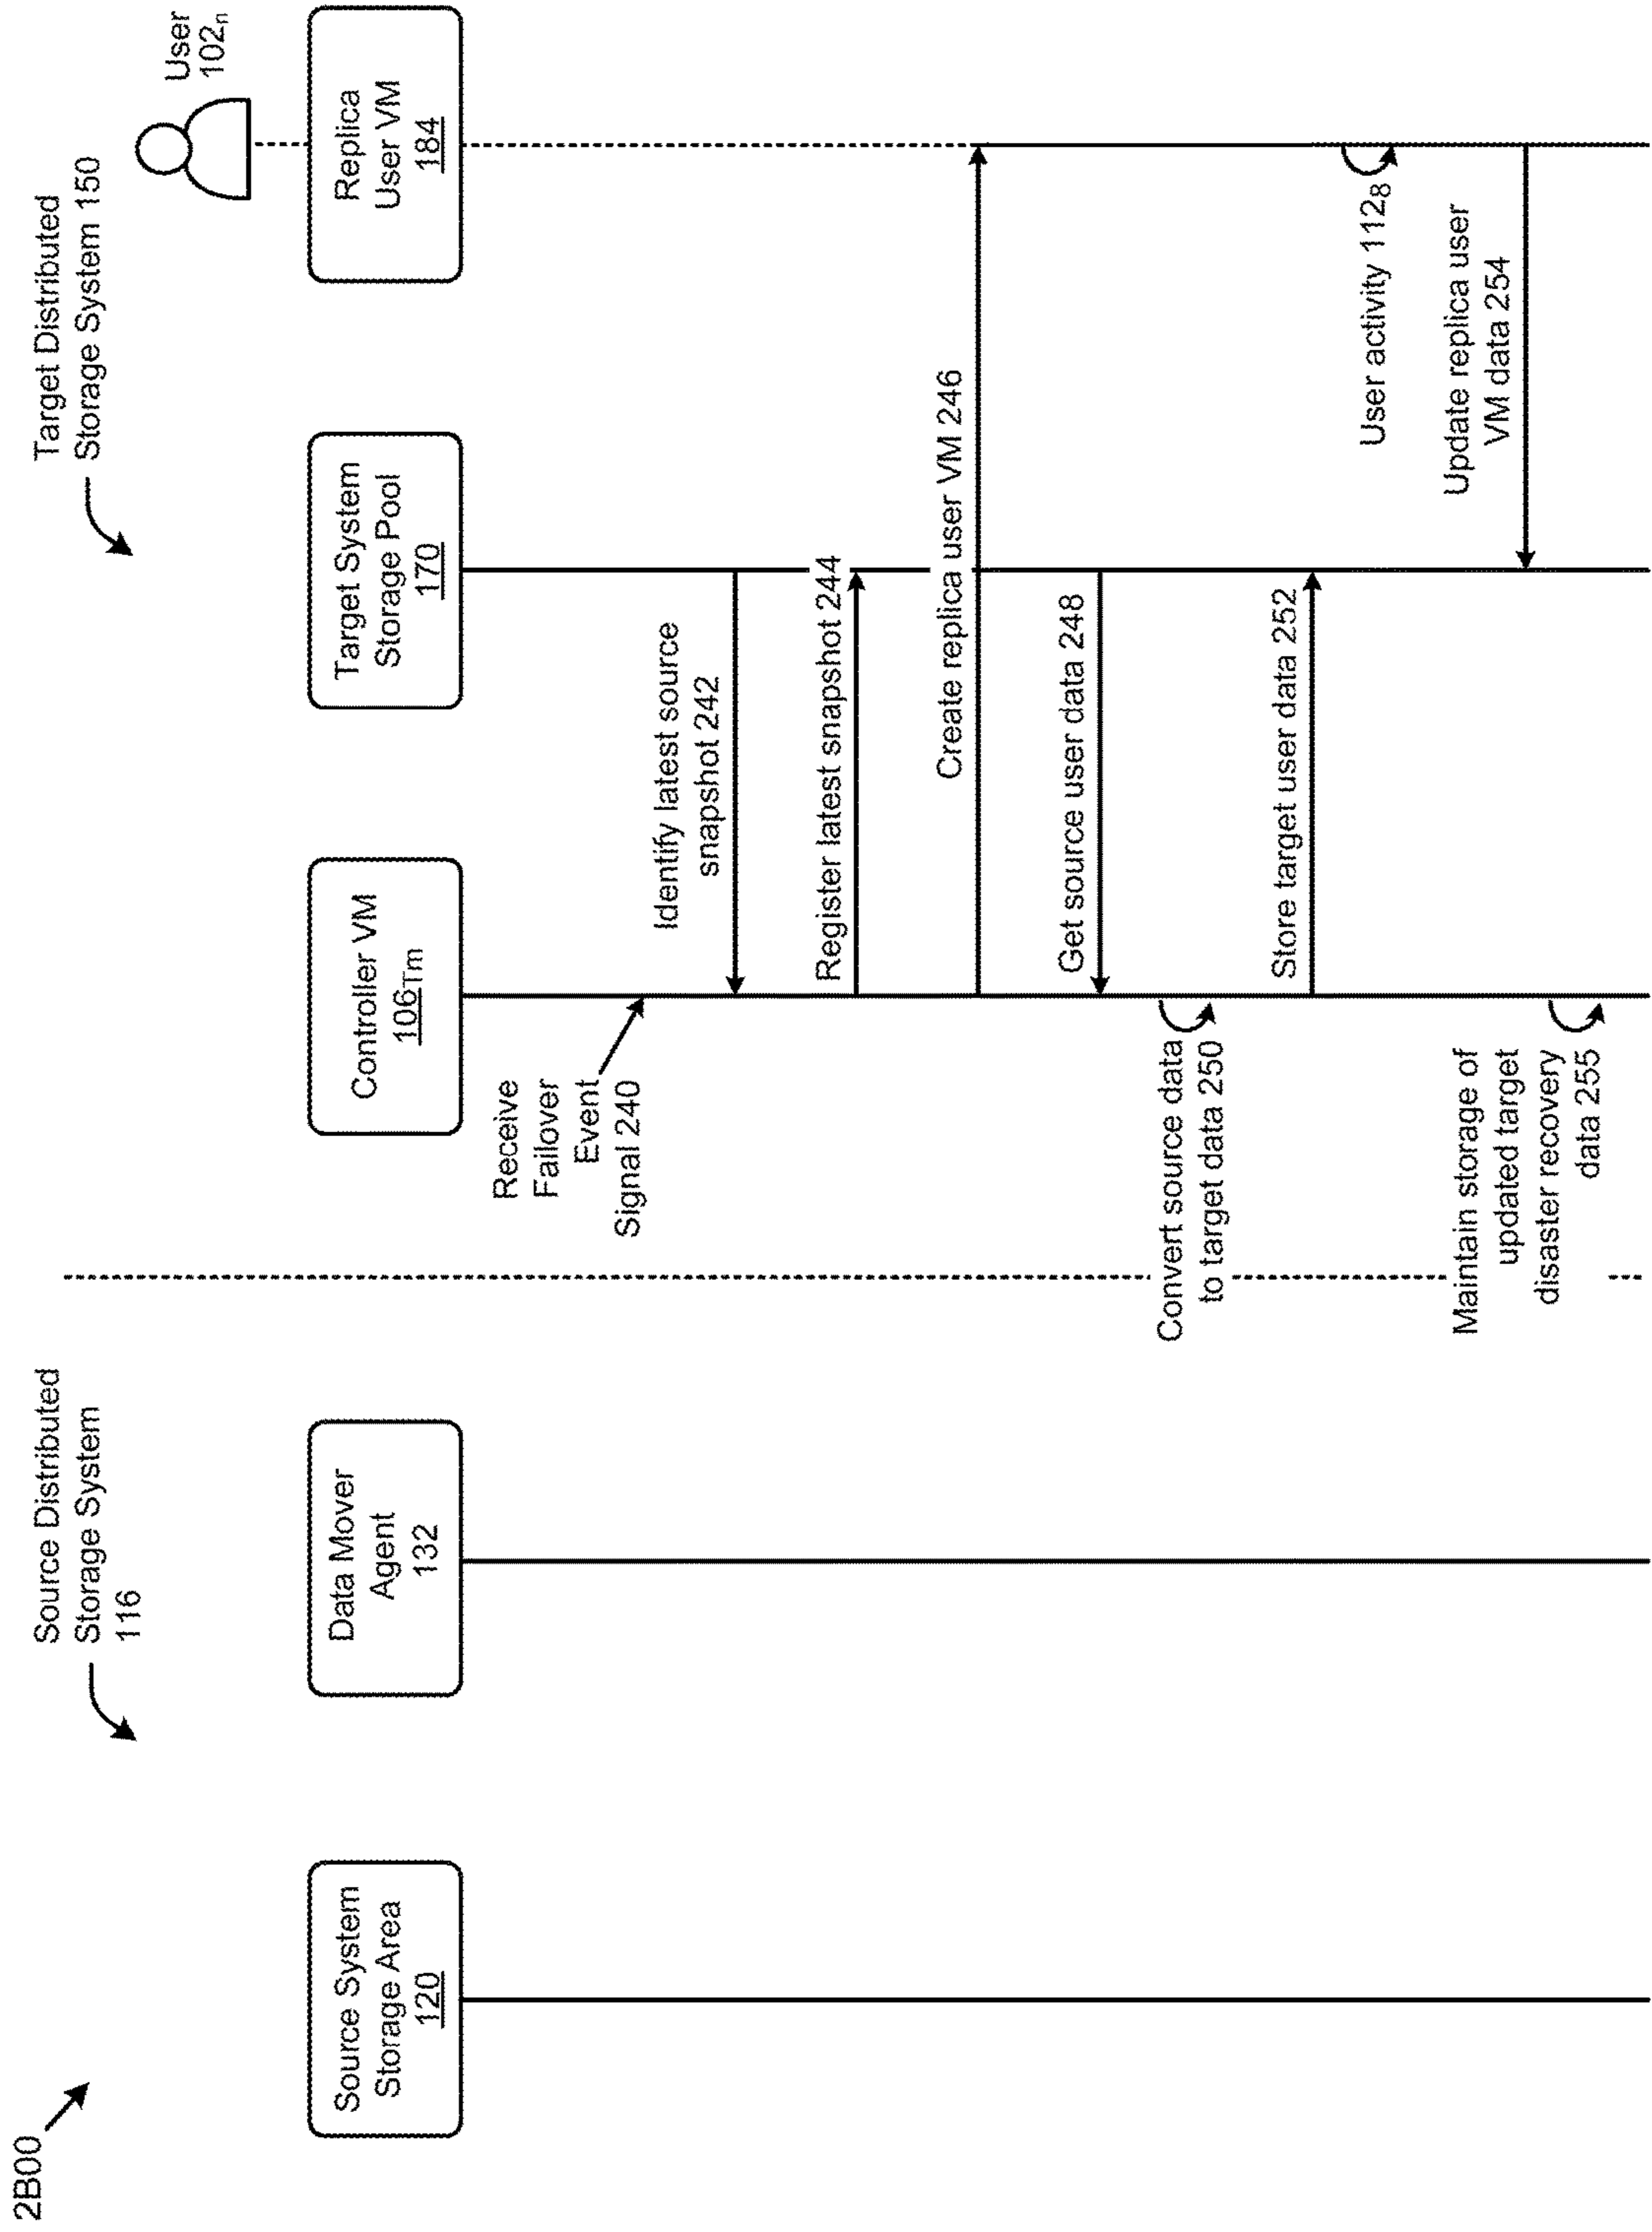 2B00
Source Distributed
Storage System
116
Target Distributed
Storage System 150
User
102n
Source System
Storage Area
120
Data Mover
Agent
132
Controller VM
106Tm
Target System
Storage Pool
170
Replica
User VM
184
Receive
Failover
Event
Signal 240
Identify latest source
snapshot 242
Register latest snapshot 244
Create replica user VM 246
Get source user data 248
Convert source data
to target data 250
Store target user data 252
User activity 1128
Update replica user
VM data 254
Maintain storage of
updated target
disaster recovery
data 255